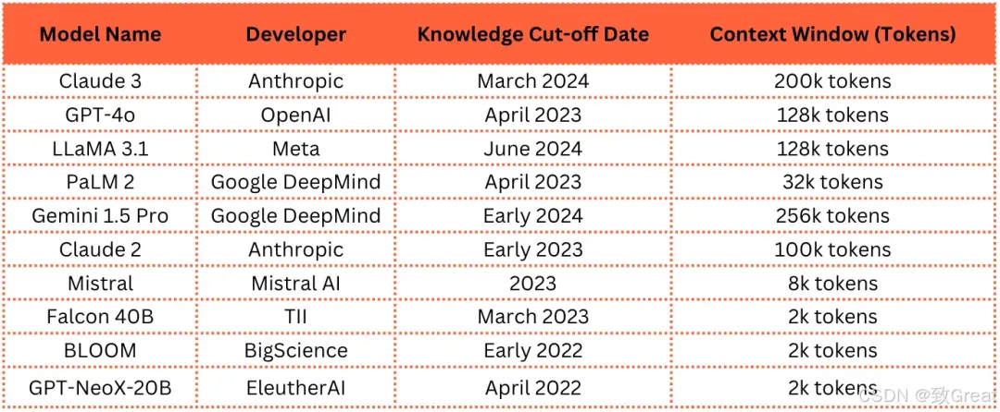 Model Name Developer Knowledge Cut-off Date Context Window (Tokens)
Claude 3 Anthropic March 2024 200k tokens
GPT-4o OpenAI April 2023 128k tokens
LLaMA 3.1 Meta June 2024 128k tokens
PaLM 2 Google DeepMind April 2023 32k tokens
Gemini 1.5 Pro Google DeepMind Early 2024 256k tokens
Claude 2 Anthropic Early 2023 100k tokens
Mistral Mistral AI 2023 8k tokens
Falcon 40B TII March 2023 2k tokens
BLOOM BigScience Early 2022 2k tokens
GPT-NeoX-20B EleutherAI April 2022 2k tokens
CSDN @致Great